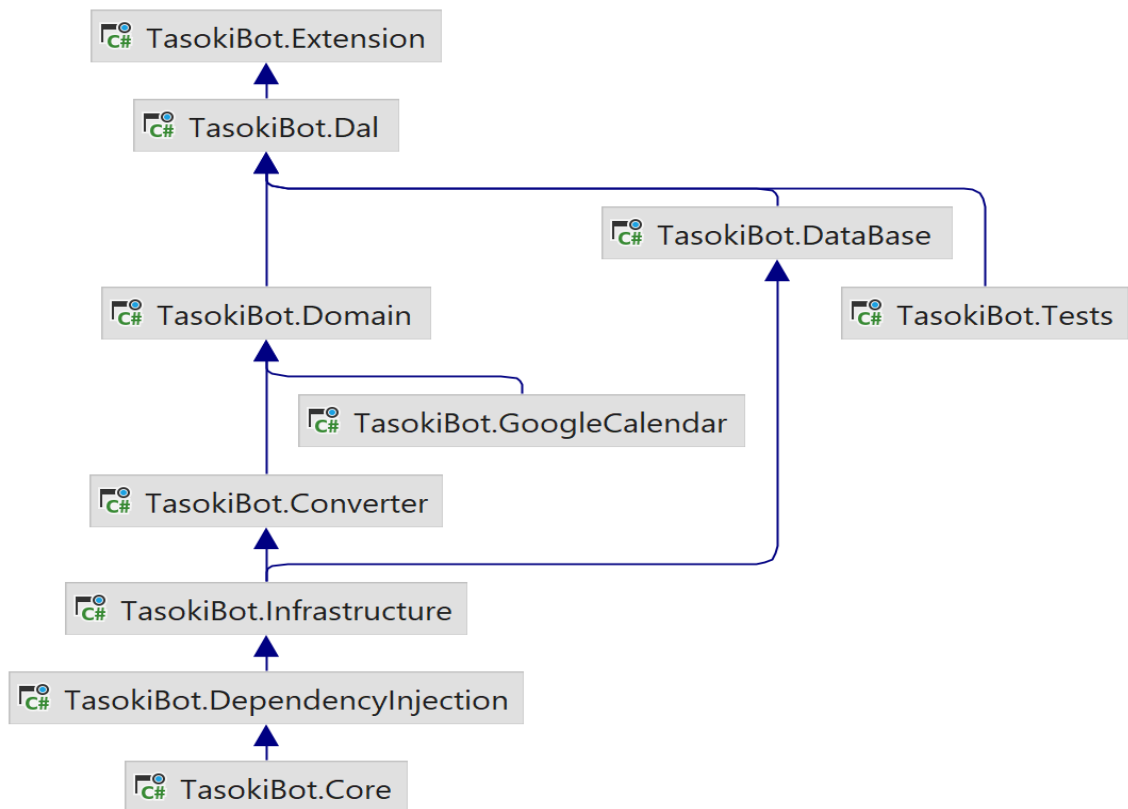 C# TasokiBot.Extension
C# TasokiBot.Dal
C# TasokiBot.DataBase
C# TasokiBot.Domain
C# TasokiBot.Tests
C# TasokiBot.GoogleCalendar
C# TasokiBot.Converter
C# TasokiBot.Infrastructure
C# TasokiBot.DependencyInjection
C# TasokiBot.Core